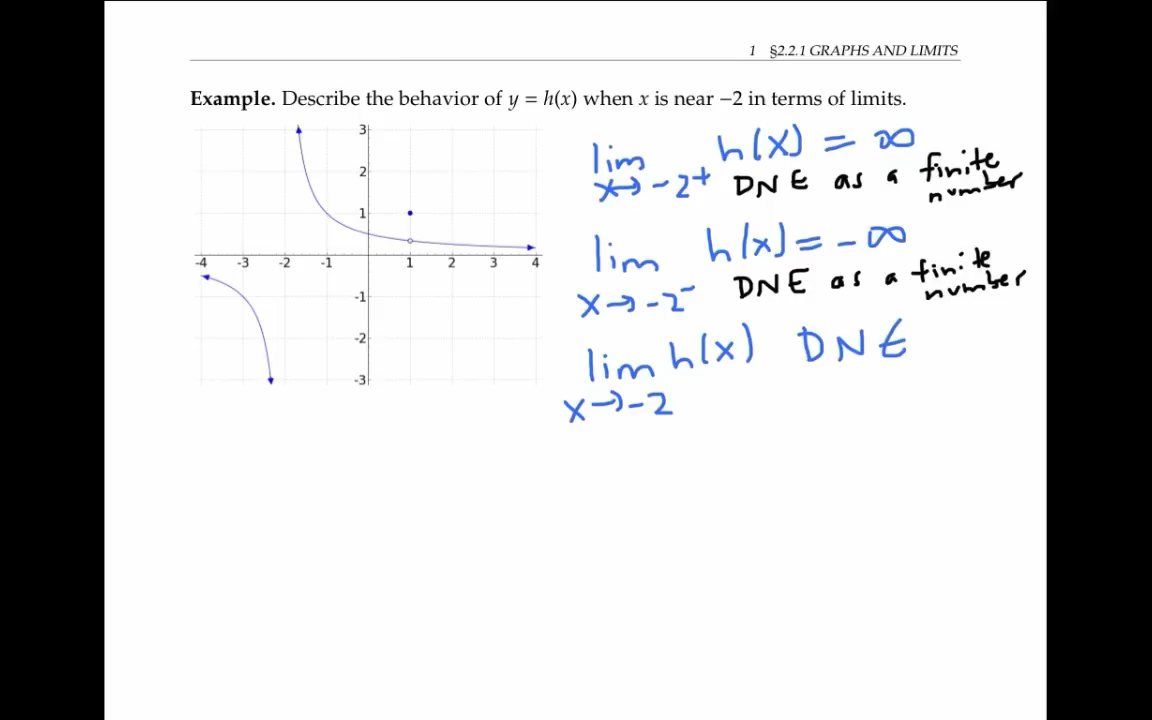 1 §2.2.1 GRAPHS AND LIMITS
Example. Describe the behavior of y = h(x) when x is near −2 in terms of limits.
3
2
1
-4 -3 -2 -1 1 2 3 4
-1
-2
-3
lim h(x) = ∞
x→-2+ DNE as a finite
number
lim h(x) = -∞
x→-2- DNE as a finite
number
lim h(x) DNE
x→-2